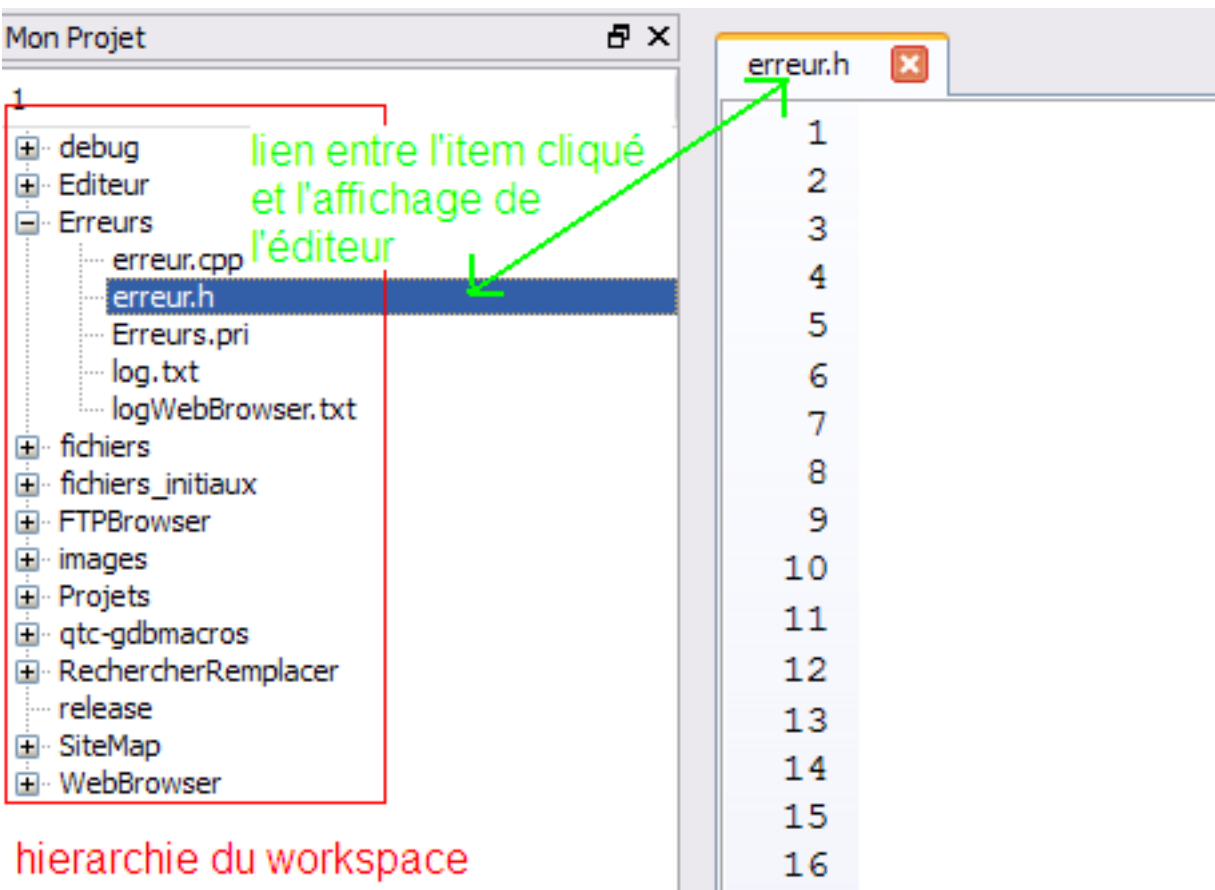 Mon Projet
1
debug
Editeur
Erreurs
erreur.cpp
erreur.h
Erreurs.pri
log.txt
logWebBrowser.txt
fichiers
fichiers_initiaux
FTPBrowser
images
Projets
qtc-gdbmacros
RechercherRemplacer
release
SiteMap
WebBrowser
hierarchie du workspace
lien entre l'item cliqué
et l'affichage de
l'éditeur
erreur.h
1
2
3
4
5
6
7
8
9
10
11
12
13
14
15
16